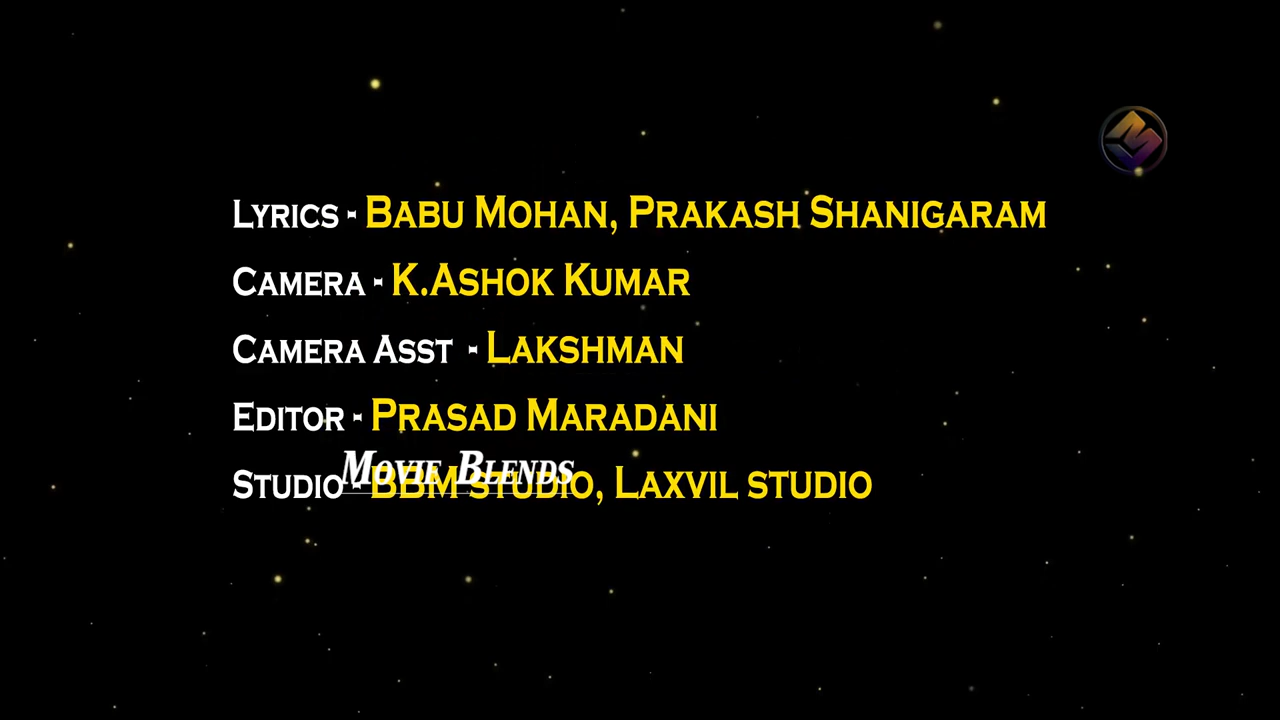 Lyrics - Babu Mohan, Prakash Shanigaram
Camera - K.Ashok Kumar
Camera Asst - Lakshman
Editor - Prasad Maradani
Movie Blends
Studio - BBM studio, Laxvil studio